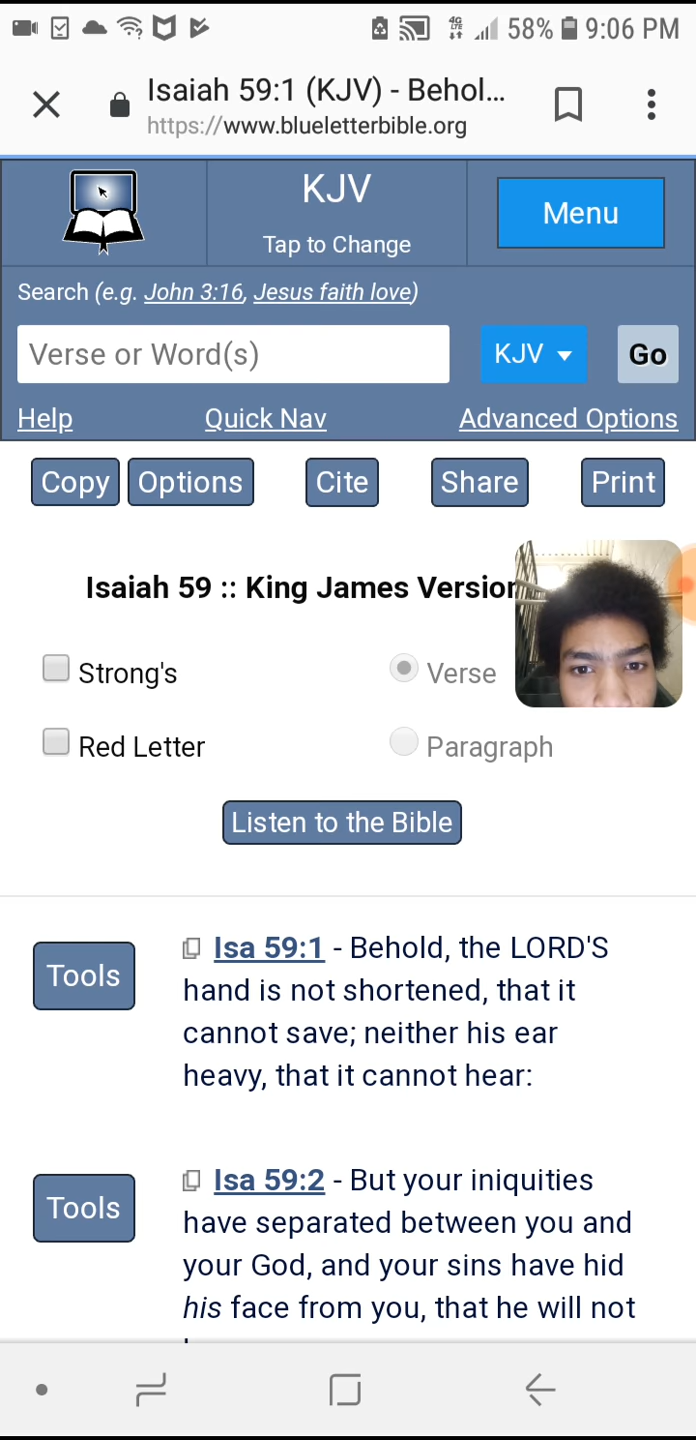 58% 9:06 PM
Isaiah 59:1 (KJV) - Behol...
https://www.blueletterbible.org
KJV
Tap to Change
Menu
Search (e.g. John 3:16, Jesus faith love)
Verse or Word(s)
KJV
Go
Help Quick Nav Advanced Options
Copy Options Cite Share Print
Isaiah 59 :: King James Version
Strong's
Verse
Red Letter
Paragraph
Listen to the Bible
Tools
Isa 59:1 - Behold, the LORD'S
hand is not shortened, that it
cannot save; neither his ear
heavy, that it cannot hear:
Tools
Isa 59:2 - But your iniquities
have separated between you and
your God, and your sins have hid
his face from you, that he will not